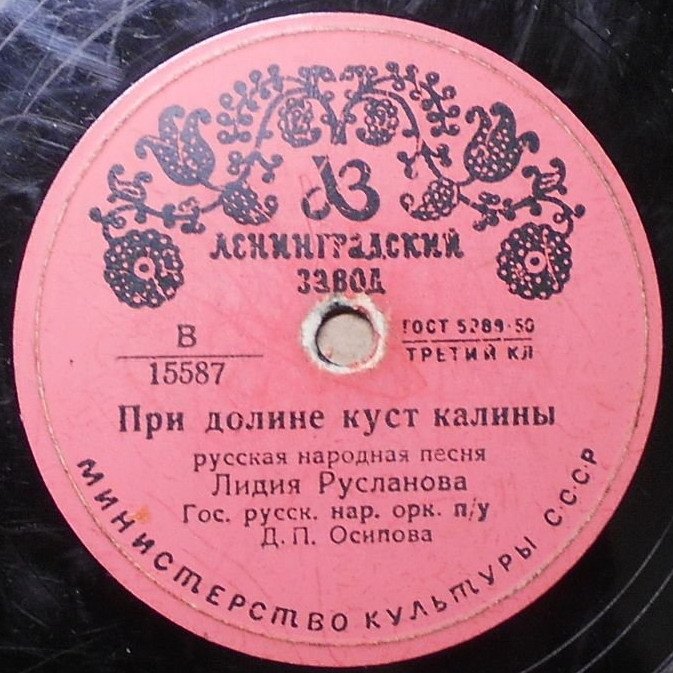 ЛЗ
ЛЕНИНГРАДСКИЙ
ЗАВОД
В
15587
ГОСТ 5289-50
ТРЕТИЙ КЛ
При долине куст калины
русская народная песня
Лидия Русланова
Гос. русск. нар. орк. п/у
Д. П. Осипова
МИНИСТЕРСТВО КУЛЬТУРЫ СССР